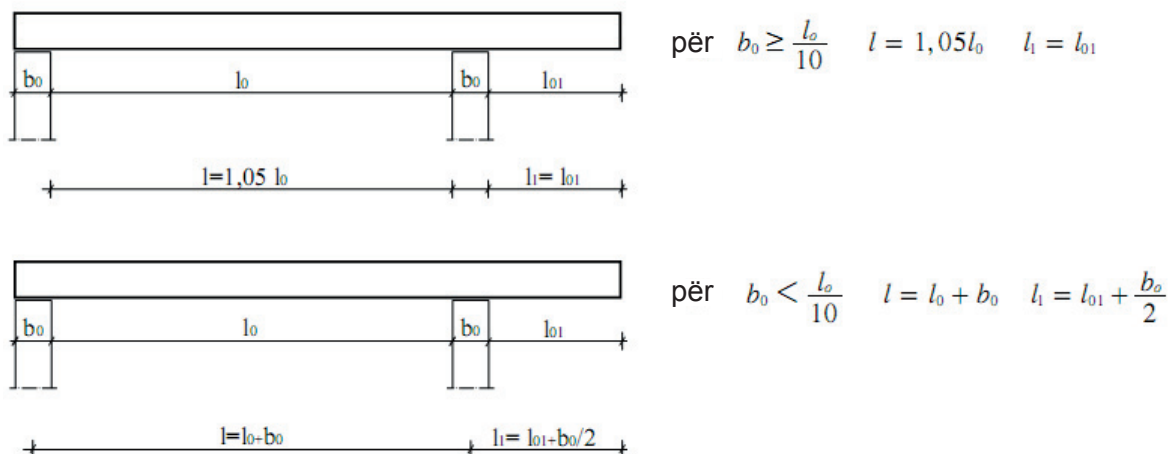 për b₀ ≥ lₒ/10 l = 1,05l₀ l₁ = l₀₁
b₀ l₀ b₀ l₀₁
l=1,05 l₀ l₁= l₀₁
për b₀ < lₒ/10 l = l₀ + b₀ l₁ = l₀₁ + bₒ/2
b₀ l₀ b₀ l₀₁
l=l₀+b₀ l₁= l₀₁+b₀/2